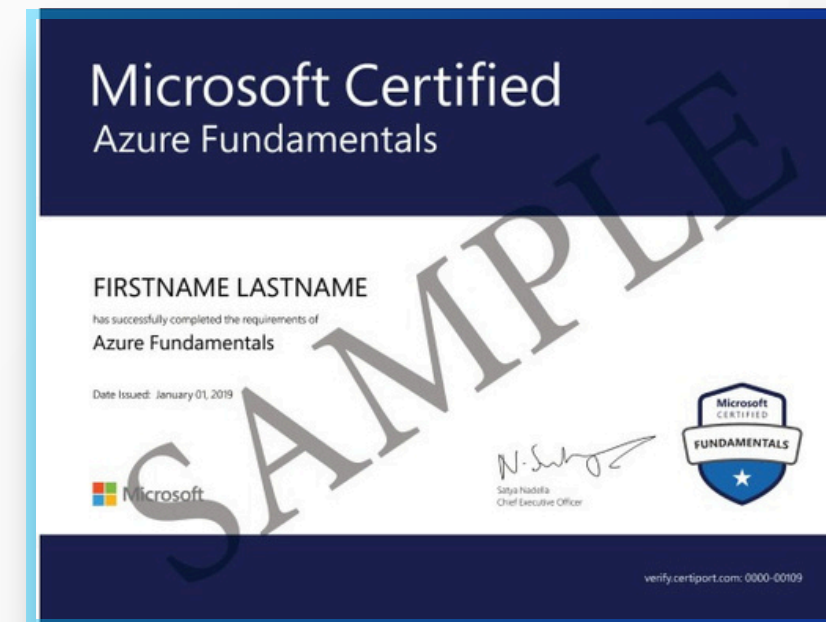 Microsoft Certified
Azure Fundamentals
FIRSTNAME LASTNAME
has successfully completed the requirements of
Azure Fundamentals
Date Issued: January 01, 2019
SAMPLE
Microsoft
N. Satya
Satya Nadella
Chief Executive Officer
Microsoft
CERTIFIED
FUNDAMENTALS
verify.certiport.com: 0000-00109